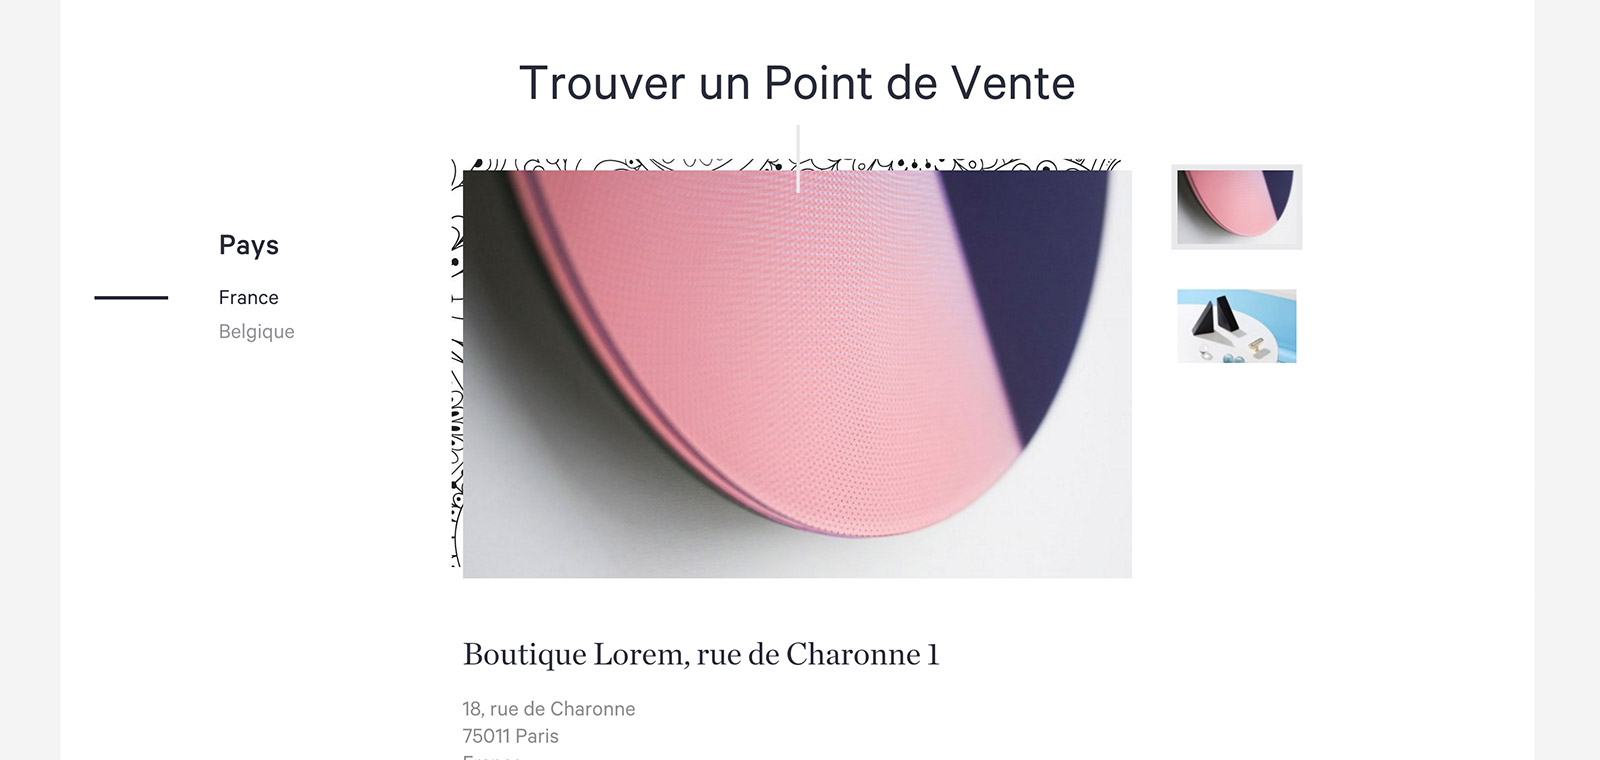 Trouver un Point de Vente
Pays
France
Belgique
Boutique Lorem, rue de Charonne 1
18, rue de Charonne
75011 Paris